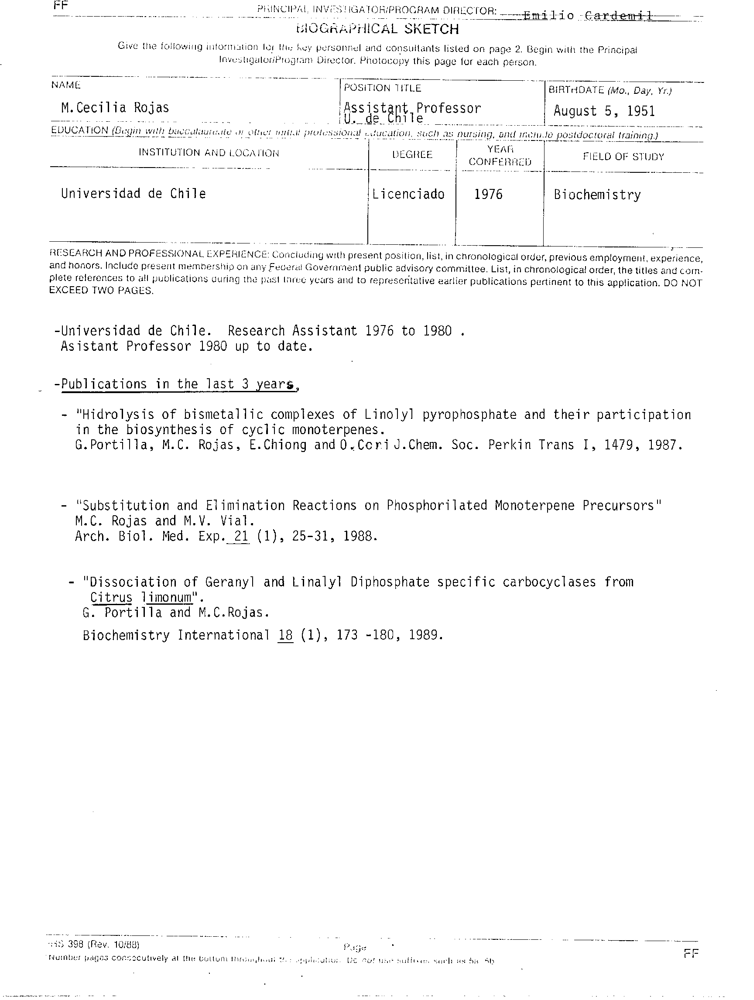 FF
PRINCIPAL INVESTIGATOR/PROGRAM DIRECTOR: Emilio Cardemil
BIOGRAPHICAL SKETCH
Give the following information for the key personnel and consultants listed on page 2. Begin with the Principal
Investigator/Program Director. Photocopy this page for each person.
NAME
POSITION TITLE
BIRTHDATE (Mo., Day, Yr.)
M.Cecilia Rojas
Assistant Professor
U. de Chile
August 5, 1951
EDUCATION (Begin with baccalaureate or other initial professional education, such as nursing, and include postdoctoral training.)
INSTITUTION AND LOCATION
DEGREE
YEAR
CONFERRED
FIELD OF STUDY
Universidad de Chile
Licenciado
1976
Biochemistry
RESEARCH AND PROFESSIONAL EXPERIENCE: Concluding with present position, list, in chronological order, previous employment, experience,
and honors. Include present membership on any Federal Government public advisory committee. List, in chronological order, the titles and com-
plete references to all publications during the past three years and to representative earlier publications pertinent to this application. DO NOT
EXCEED TWO PAGES.
-Universidad de Chile. Research Assistant 1976 to 1980 .
Asistant Professor 1980 up to date.
-Publications in the last 3 years,
- "Hidrolysis of bismetallic complexes of Linolyl pyrophosphate and their participation
in the biosynthesis of cyclic monoterpenes.
G.Portilla, M.C. Rojas, E.Chiong and O.Cori J.Chem. Soc. Perkin Trans I, 1479, 1987.
- "Substitution and Elimination Reactions on Phosphorilated Monoterpene Precursors"
M.C. Rojas and M.V. Vial.
Arch. Biol. Med. Exp. 21 (1), 25-31, 1988.
- "Dissociation of Geranyl and Linalyl Diphosphate specific carbocyclases from
Citrus limonum".
G. Portilla and M.C.Rojas.
Biochemistry International 18 (1), 173 -180, 1989.
398 (Rev. 10/88)
Page
FF
Number pages consecutively at the bottom throughout the application. Do not use suffixes such as 5a, 5b.